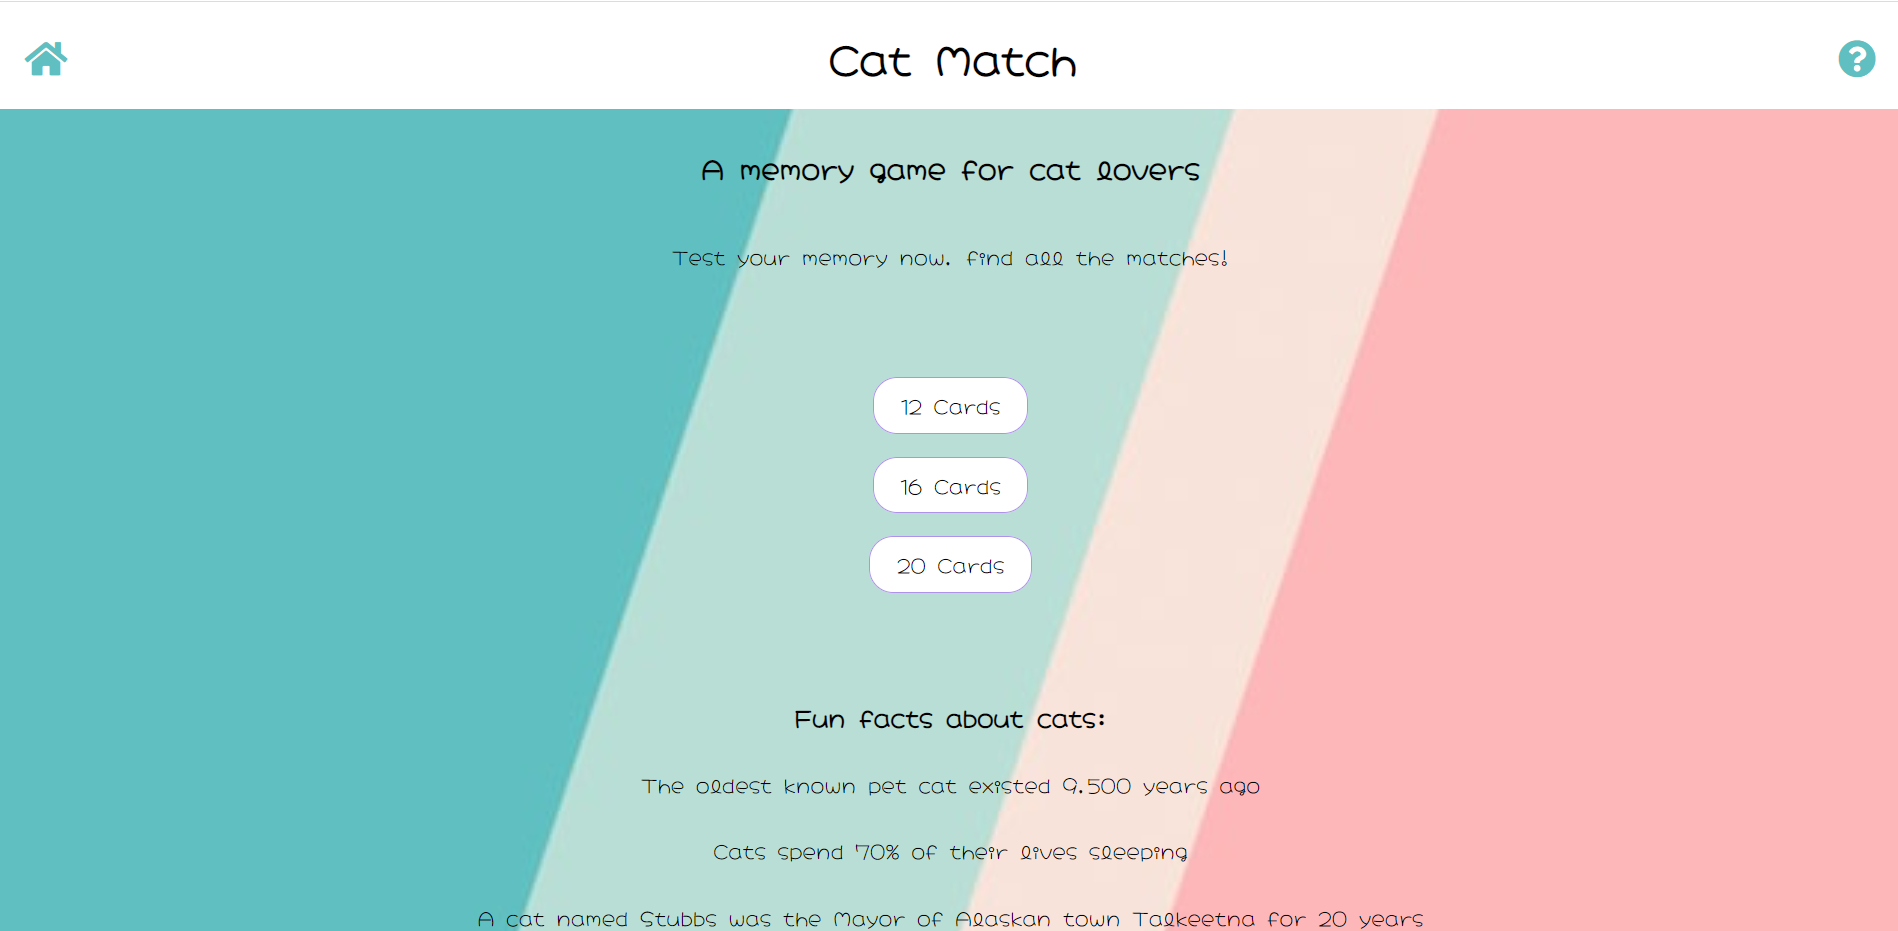 Cat Match
A memory game for cat lovers
Test your memory now. find all the matches!
12 Cards
16 Cards
20 Cards
Fun facts about cats:
The oldest known pet cat existed 9.500 years ago
Cats spend 70% of their lives sleeping
A cat named Stubbs was the Mayor of Alaskan town Talkeetna for 20 years